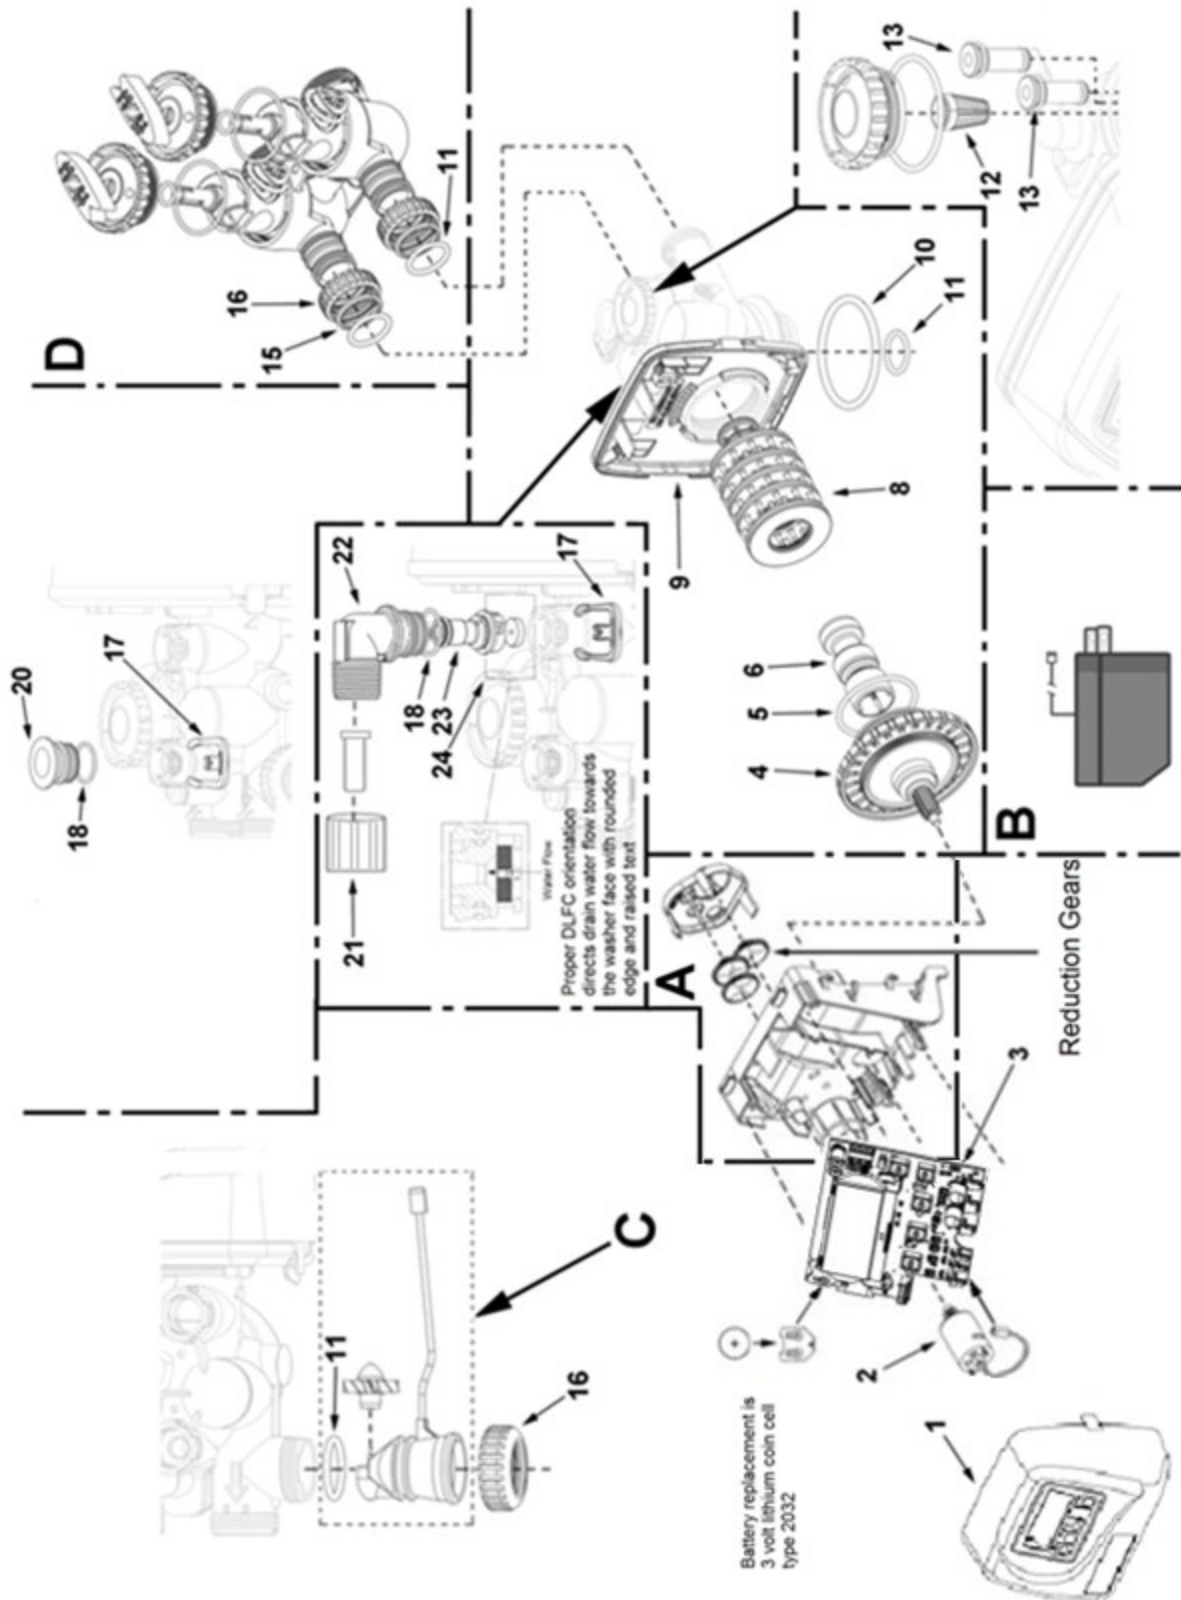 20
D
18
17
16
15
11
22
21
18
24
23
11
Water Flow
17
Proper DLFC orientation
directs drain water flow towards
the washer face with rounded
edge and raised text
16
C
A
9
Battery replacement is
3 volt lithium coin cell
type 2032
6
5
4
2
13
8
10
1
11
12
B
3
13
Reduction Gears